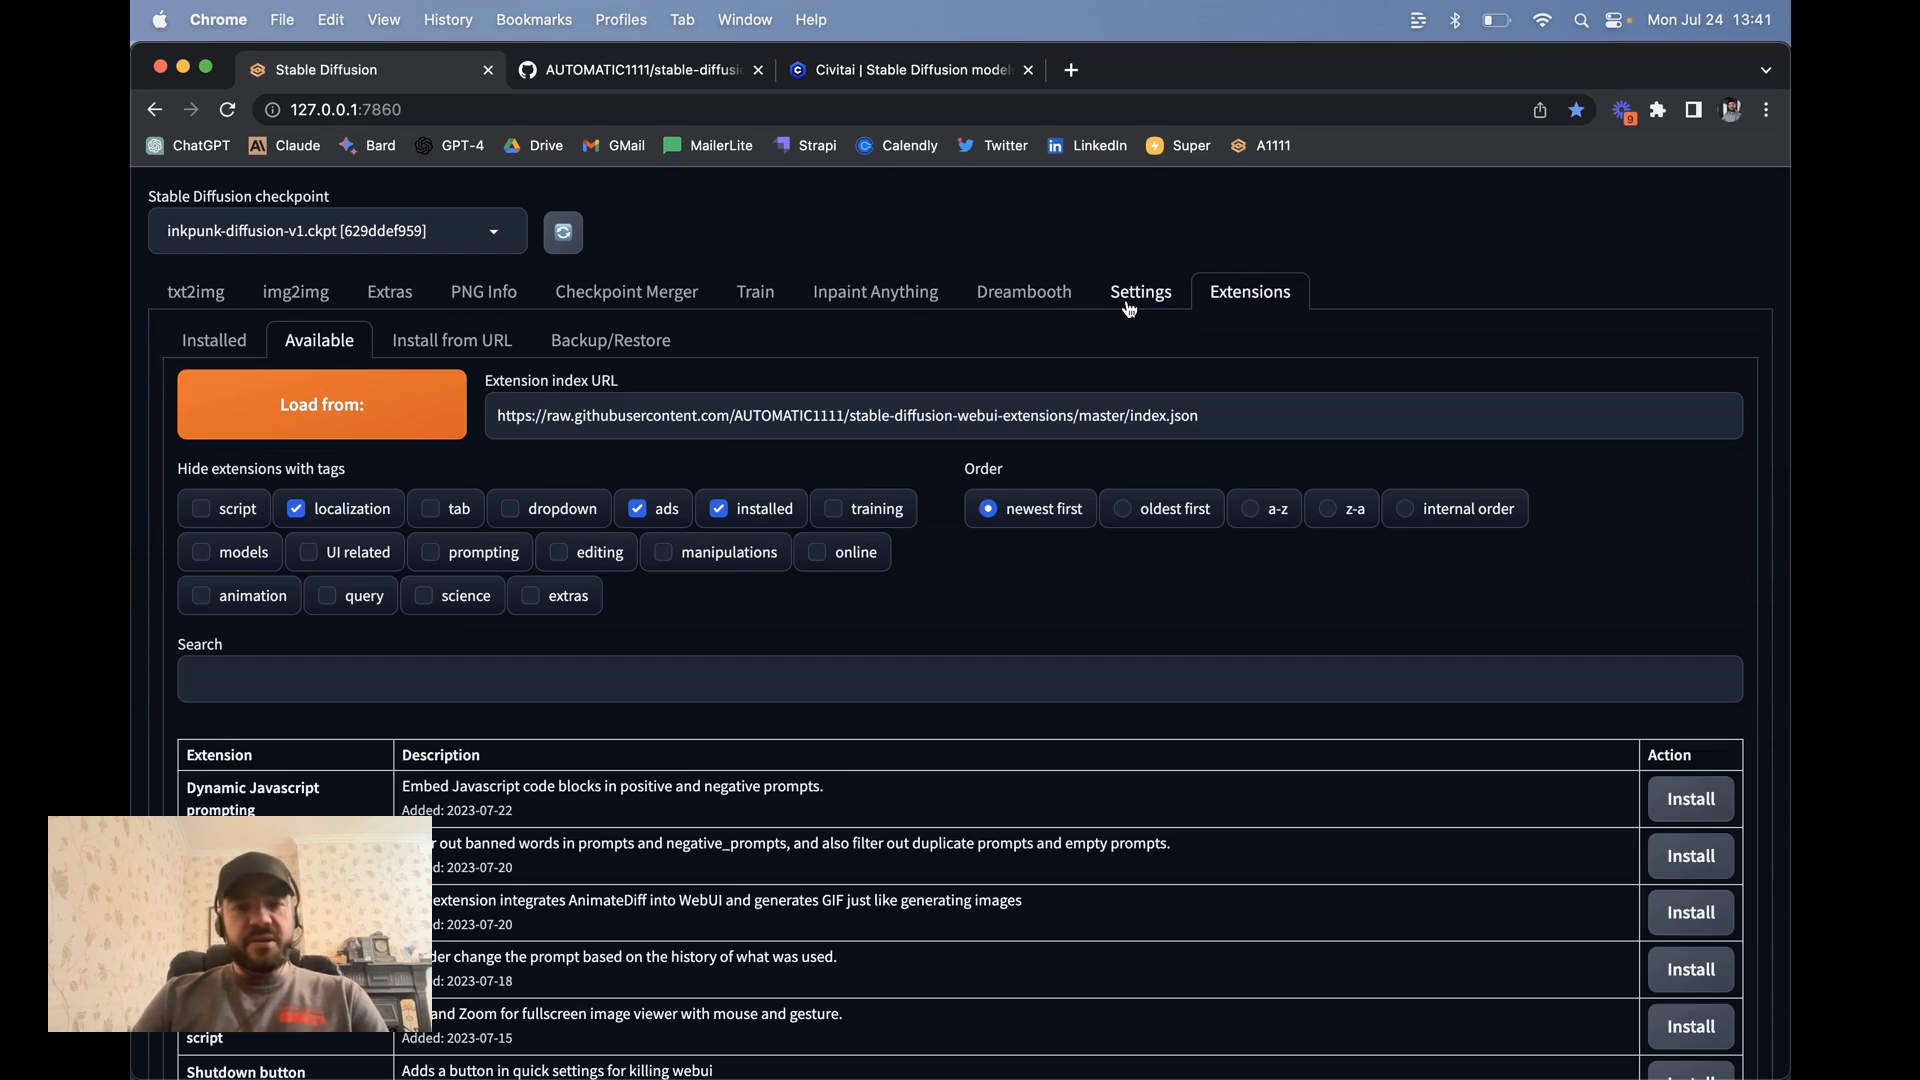 Chrome File Edit View History Bookmarks Profiles Tab Window Help Mon Jul 24 13:41
Stable Diffusion AUTOMATIC1111/stable-diffusi Civitai | Stable Diffusion model
127.0.0.1:7860 9
ChatGPT Claude Bard GPT-4 Drive GMail MailerLite Strapi Calendly Twitter LinkedIn Super A1111
Stable Diffusion checkpoint
inkpunk-diffusion-v1.ckpt [629ddef959]
txt2img img2img Extras PNG Info Checkpoint Merger Train Inpaint Anything Dreambooth Settings Extensions
Installed Available Install from URL Backup/Restore
Extension index URL
Load from: https://raw.githubusercontent.com/AUTOMATIC1111/stable-diffusion-webui-extensions/master/index.json
Hide extensions with tags Order
script localization tab dropdown ads installed training newest first oldest first a-z z-a internal order
models UI related prompting editing manipulations online
animation query science extras
Search
Extension Description Action
Dynamic Javascript prompting Embed Javascript code blocks in positive and negative prompts. Install
Added: 2023-07-22
r out banned words in prompts and negative_prompts, and also filter out duplicate prompts and empty prompts. Install
d: 2023-07-20
extension integrates AnimateDiff into WebUI and generates GIF just like generating images Install
d: 2023-07-20
der change the prompt based on the history of what was used. Install
d: 2023-07-18
and Zoom for fullscreen image viewer with mouse and gesture. Install
script Added: 2023-07-15
Shutdown button Adds a button in quick settings for killing webui